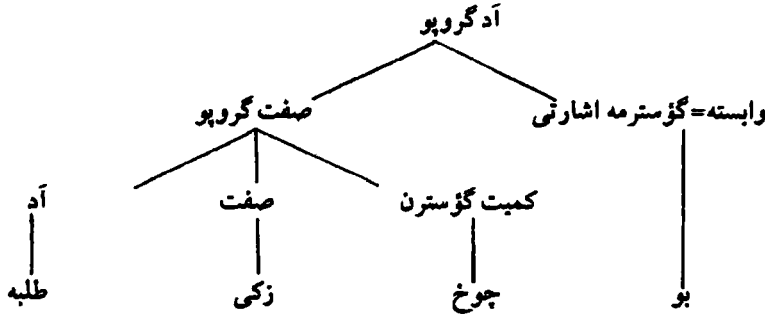 آد گروپو
وابسته=گؤسترمه اشارتی صفت گروپو
کمیت گؤسترن صفت آد
بو چوخ زکی طلبه